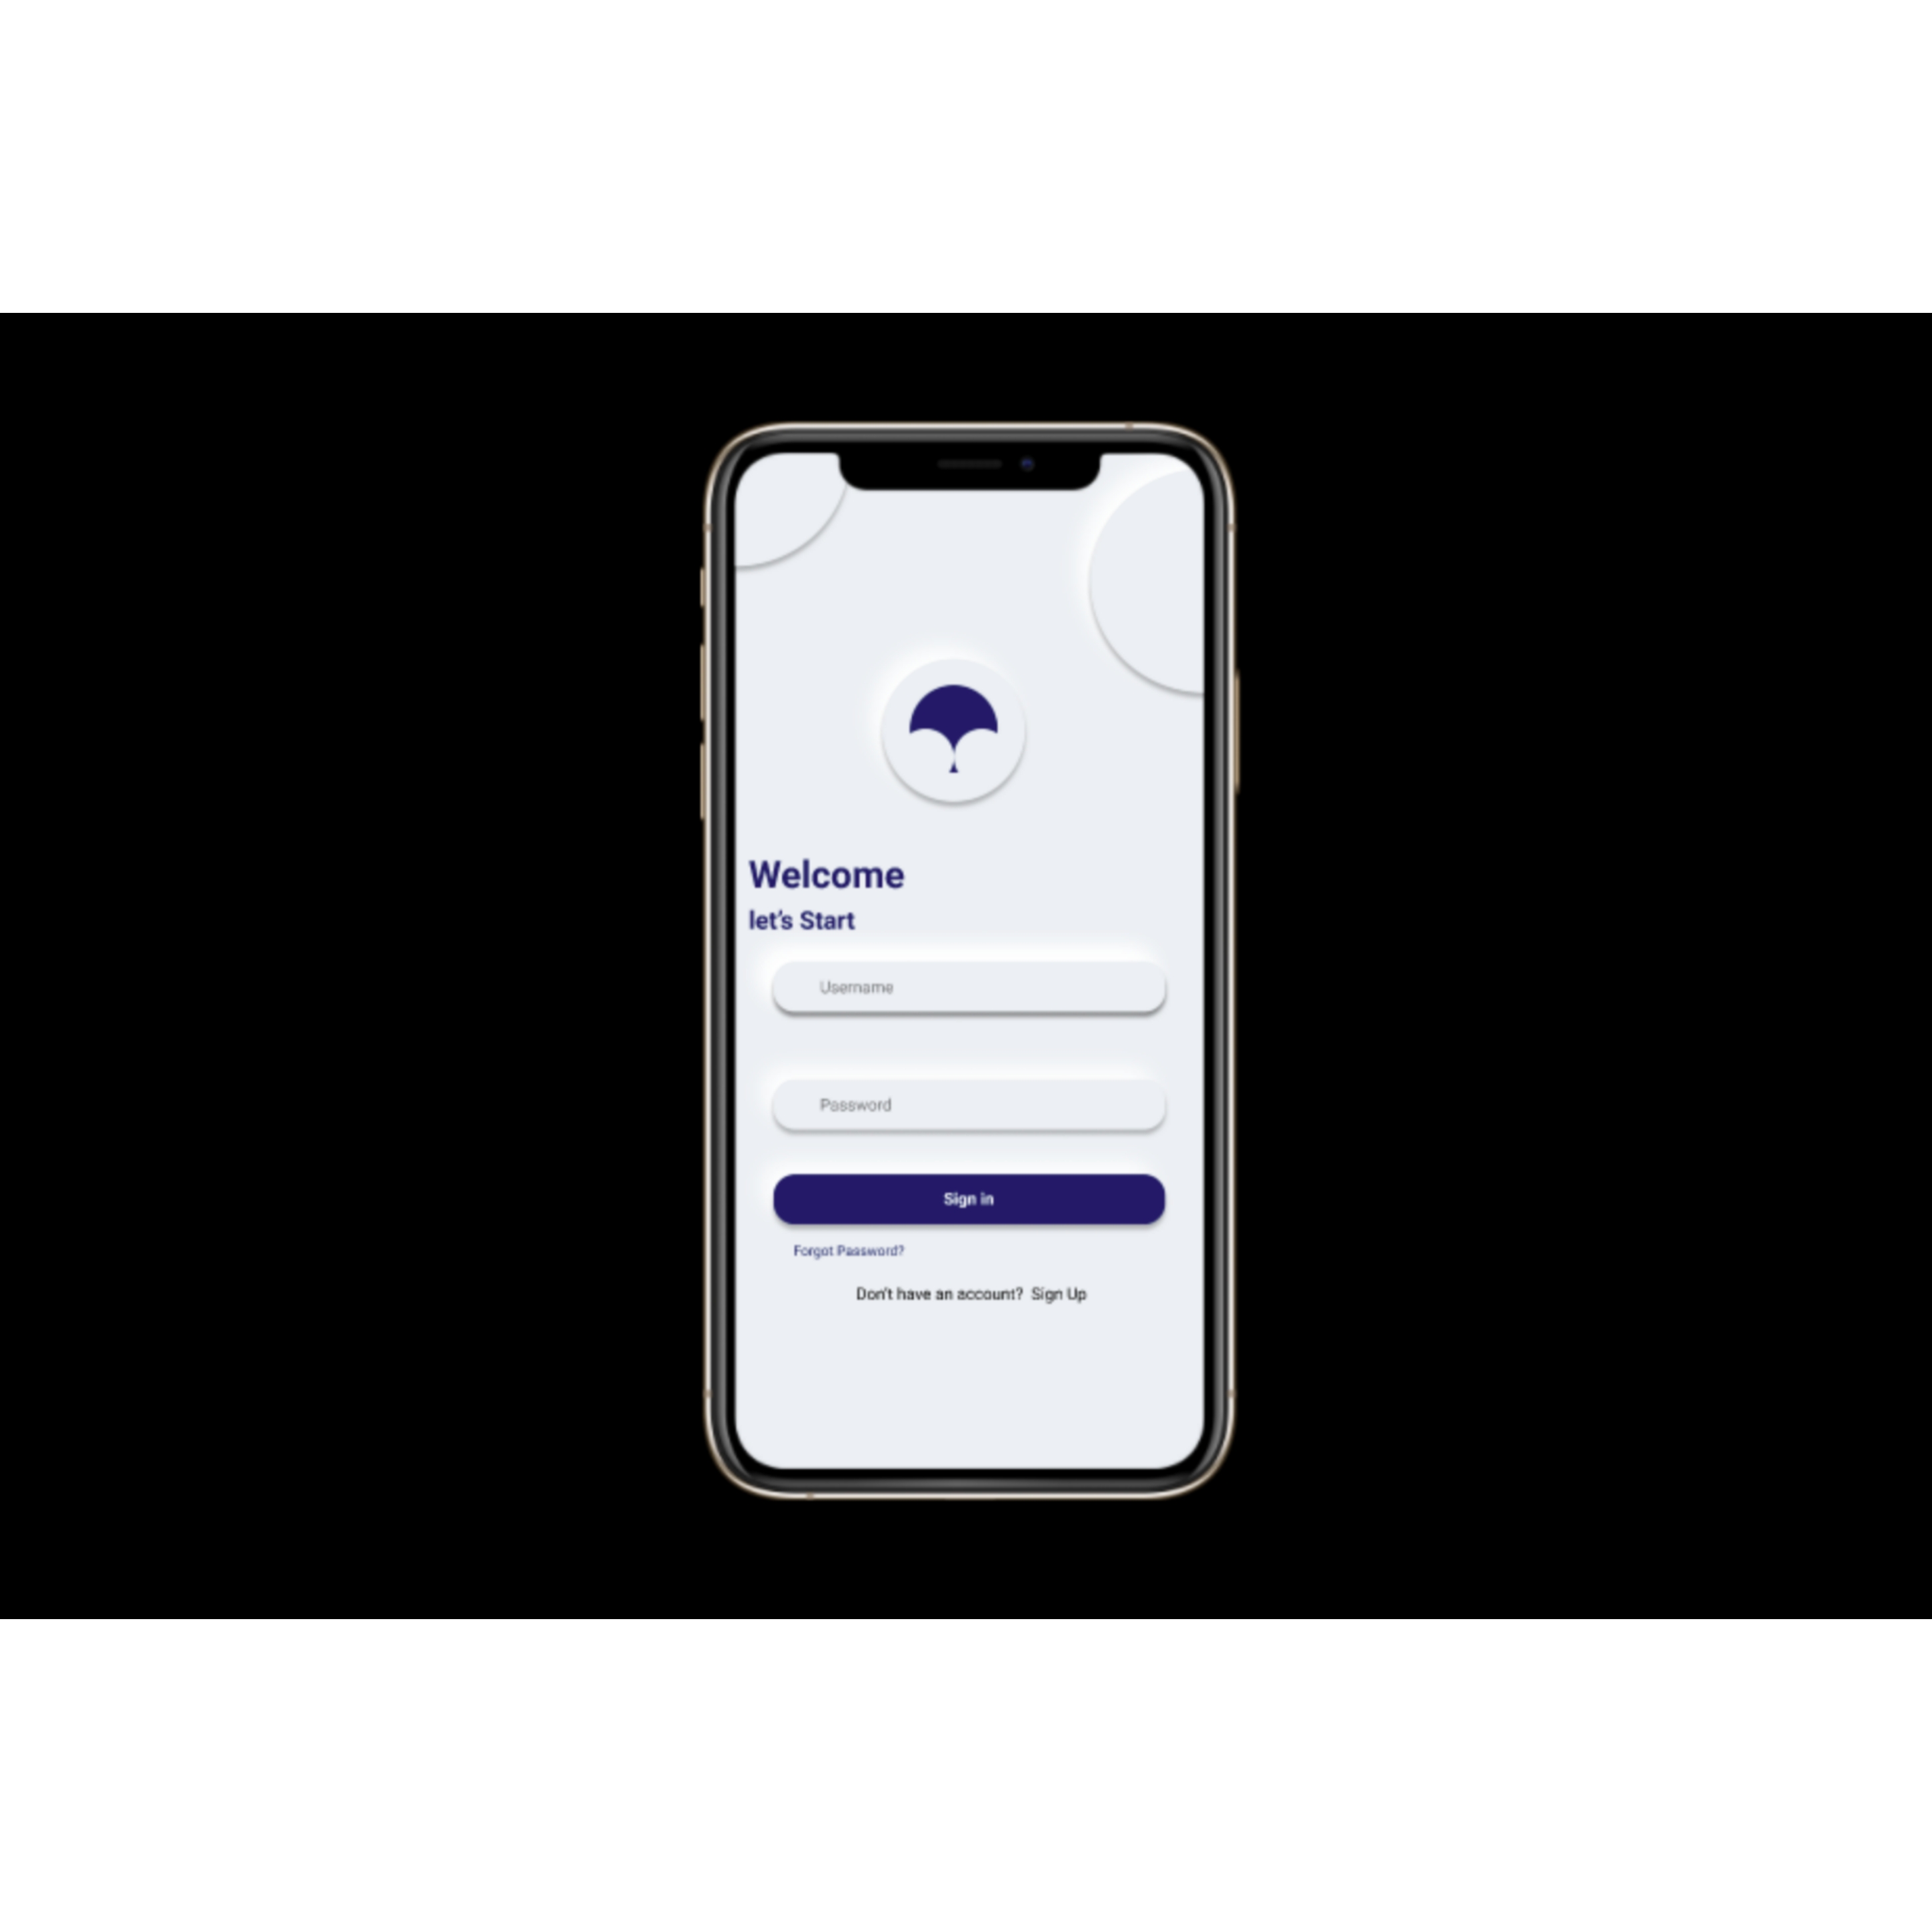 Welcome
let's Start
Username
Password
Sign in
Forgot Password?
Don't have an account? Sign Up